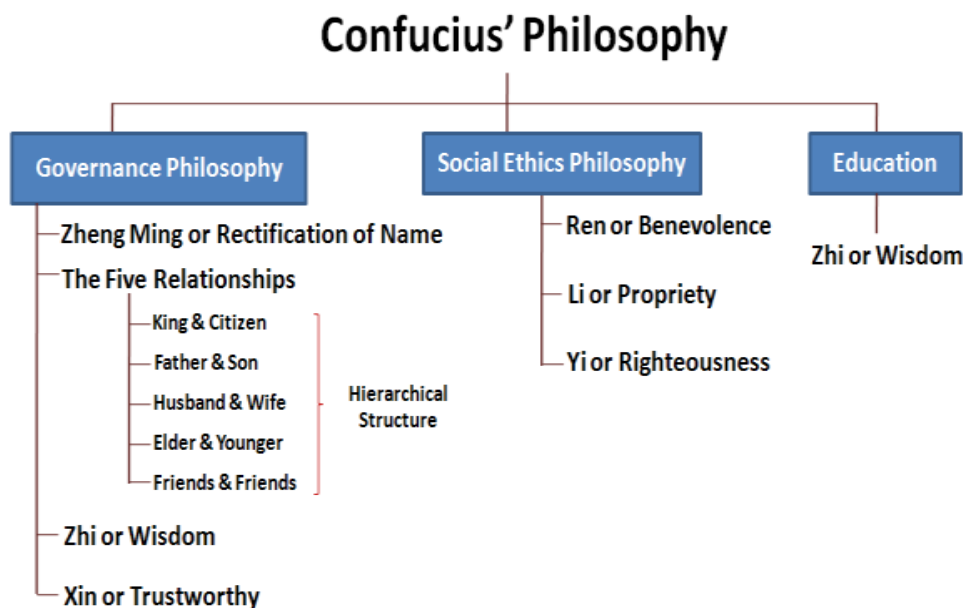 Confucius’ Philosophy
Governance Philosophy
Zheng Ming or Rectification of Name
The Five Relationships
King & Citizen
Father & Son
Husband & Wife
Elder & Younger
Friends & Friends
Hierarchical
Structure
Zhi or Wisdom
Xin or Trustworthy
Social Ethics Philosophy
Ren or Benevolence
Li or Propriety
Yi or Righteousness
Education
Zhi or Wisdom